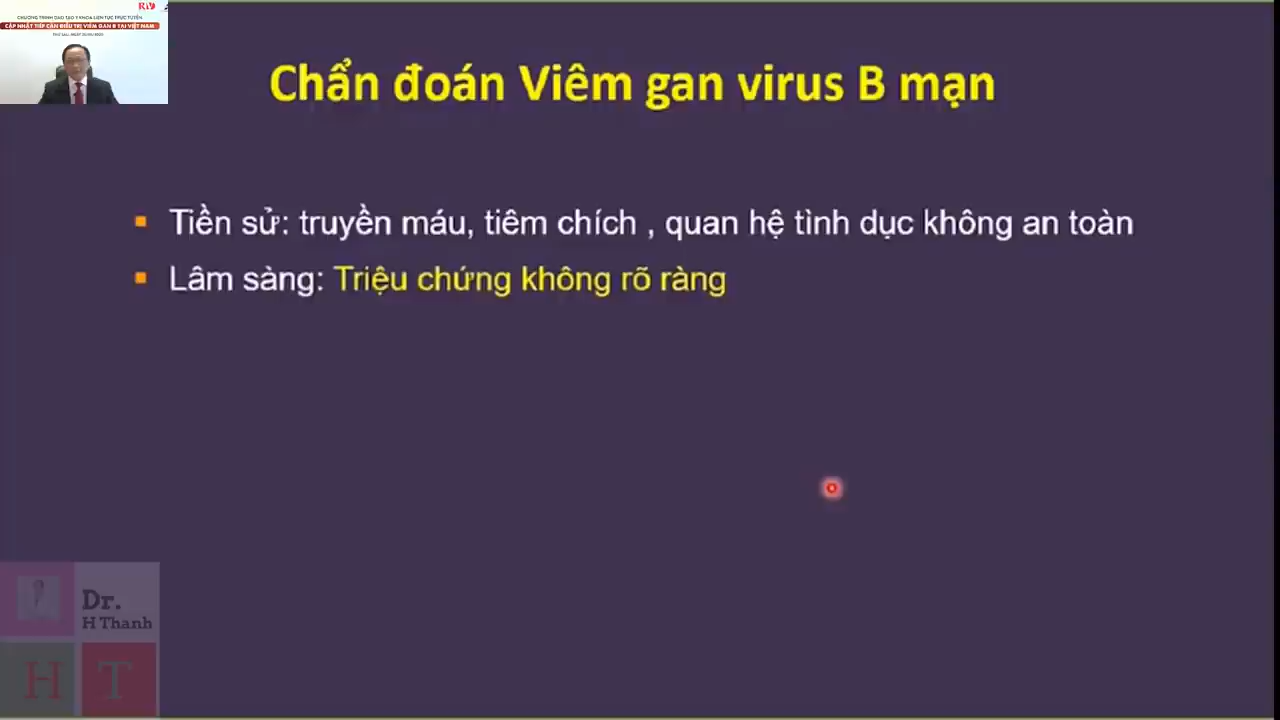 CHƯƠNG TRÌNH ĐÀO TẠO Y KHOA LIÊN TỤC TRỰC TUYẾN
CẬP NHẬT TIẾP CẬN ĐIỀU TRỊ VIÊM GAN B TẠI VIỆT NAM
Chẩn đoán Viêm gan virus B mạn
Tiền sử: truyền máu, tiêm chích , quan hệ tình dục không an toàn
Lâm sàng: Triệu chứng không rõ ràng
Dr.
H Thanh
H T